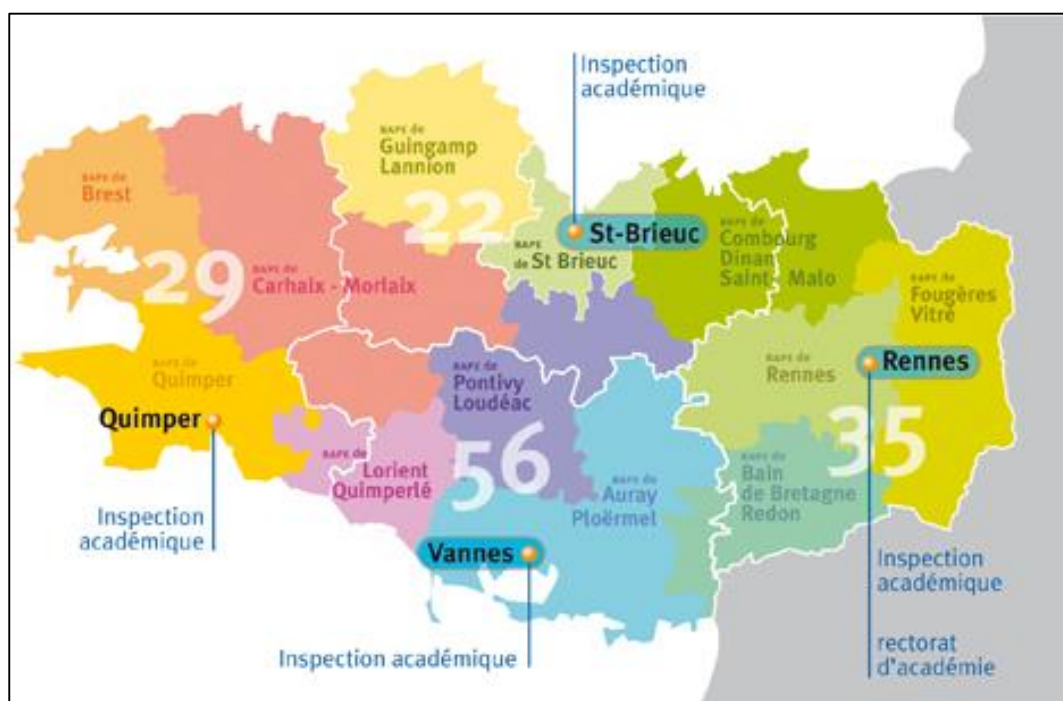 Inspection
académique
BAPE de
Guingamp
Lannion
BAPE de
Brest
22
St-Brieuc
BAPE
de St Brieuc
BAPE de
Combourg
Dinan
Saint - Malo
29
BAPE de
Carhaix - Morlaix
BAPE de
Fougères
Vitré
BAPE de
Quimper
BAPE de
Pontivy
Loudéac
BAPE de
Rennes
Rennes
Quimper
35
56
BAPE de
Lorient
Quimperlé
BAPE de
Auray
Ploërmel
BAPE de
Bain
de Bretagne
Redon
Inspection
académique
Vannes
Inspection
académique
Inspection académique
rectorat
d'académie